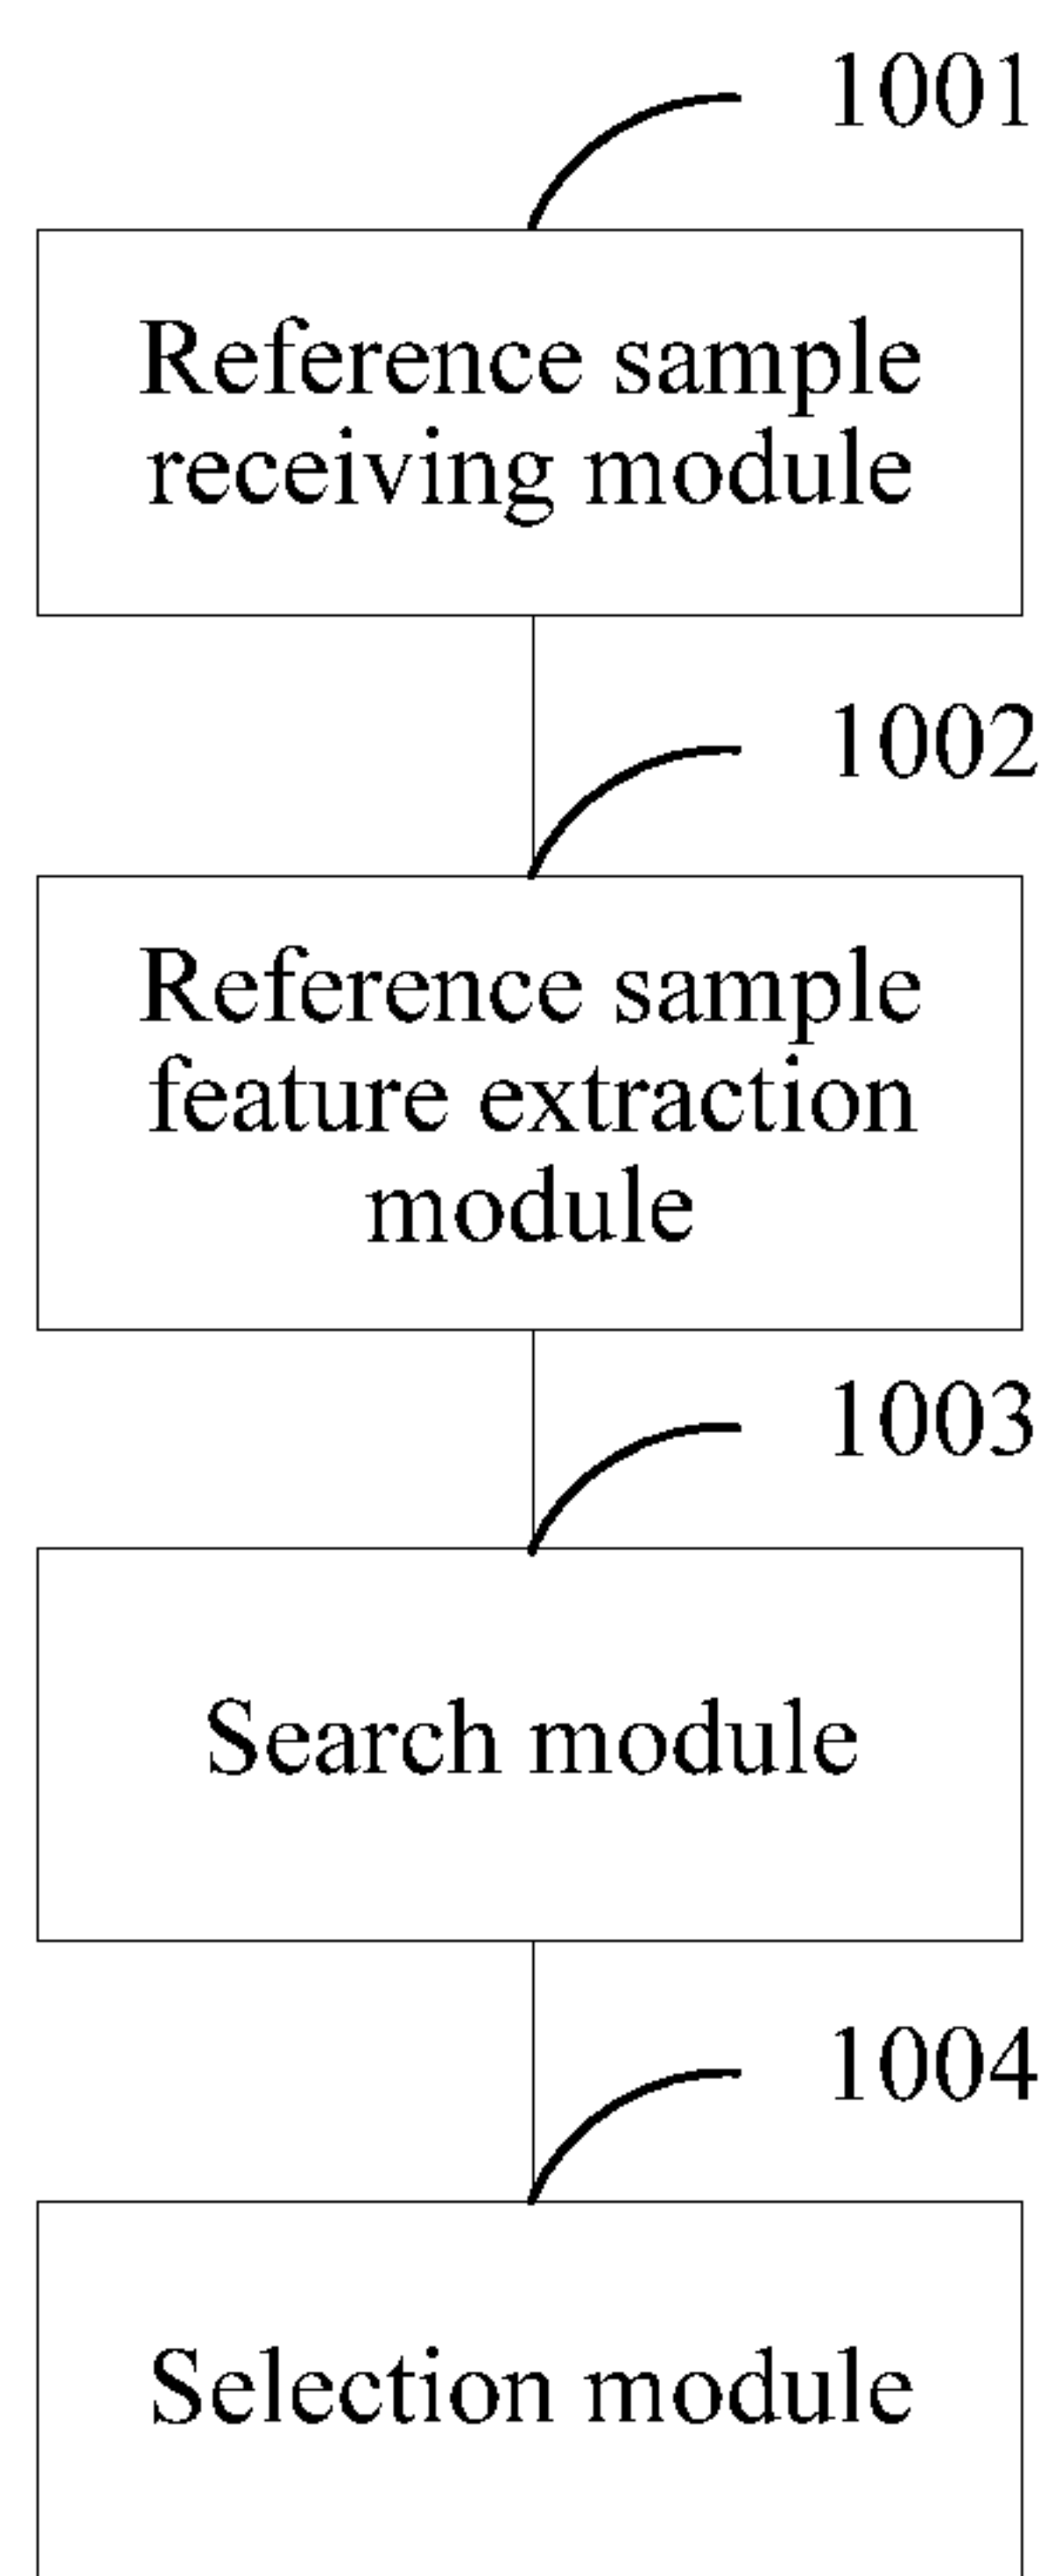 1001
Reference sample
receiving module
1002
Reference sample
feature extraction
module
1003
Search module
1004
Selection module